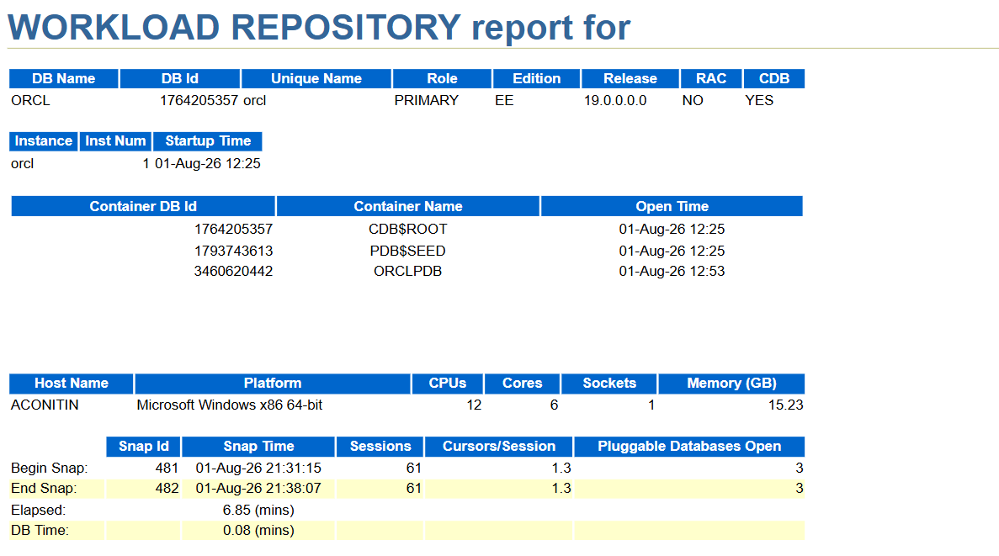 WORKLOAD REPOSITORY report for
DB Name DB Id Unique Name Role Edition Release RAC CDB
ORCL 1764205357 orcl PRIMARY EE 19.0.0.0.0 NO YES
Instance Inst Num Startup Time
orcl 1 01-Aug-26 12:25
Container DB Id Container Name Open Time
1764205357 CDB$ROOT 01-Aug-26 12:25
1793743613 PDB$SEED 01-Aug-26 12:25
3460620442 ORCLPDB 01-Aug-26 12:53
Host Name Platform CPUs Cores Sockets Memory (GB)
ACONITIN Microsoft Windows x86 64-bit 12 6 1 15.23
Snap Id Snap Time Sessions Cursors/Session Pluggable Databases Open
Begin Snap: 481 01-Aug-26 21:31:15 61 1.3 3
End Snap: 482 01-Aug-26 21:38:07 61 1.3 3
Elapsed: 6.85 (mins)
DB Time: 0.08 (mins)